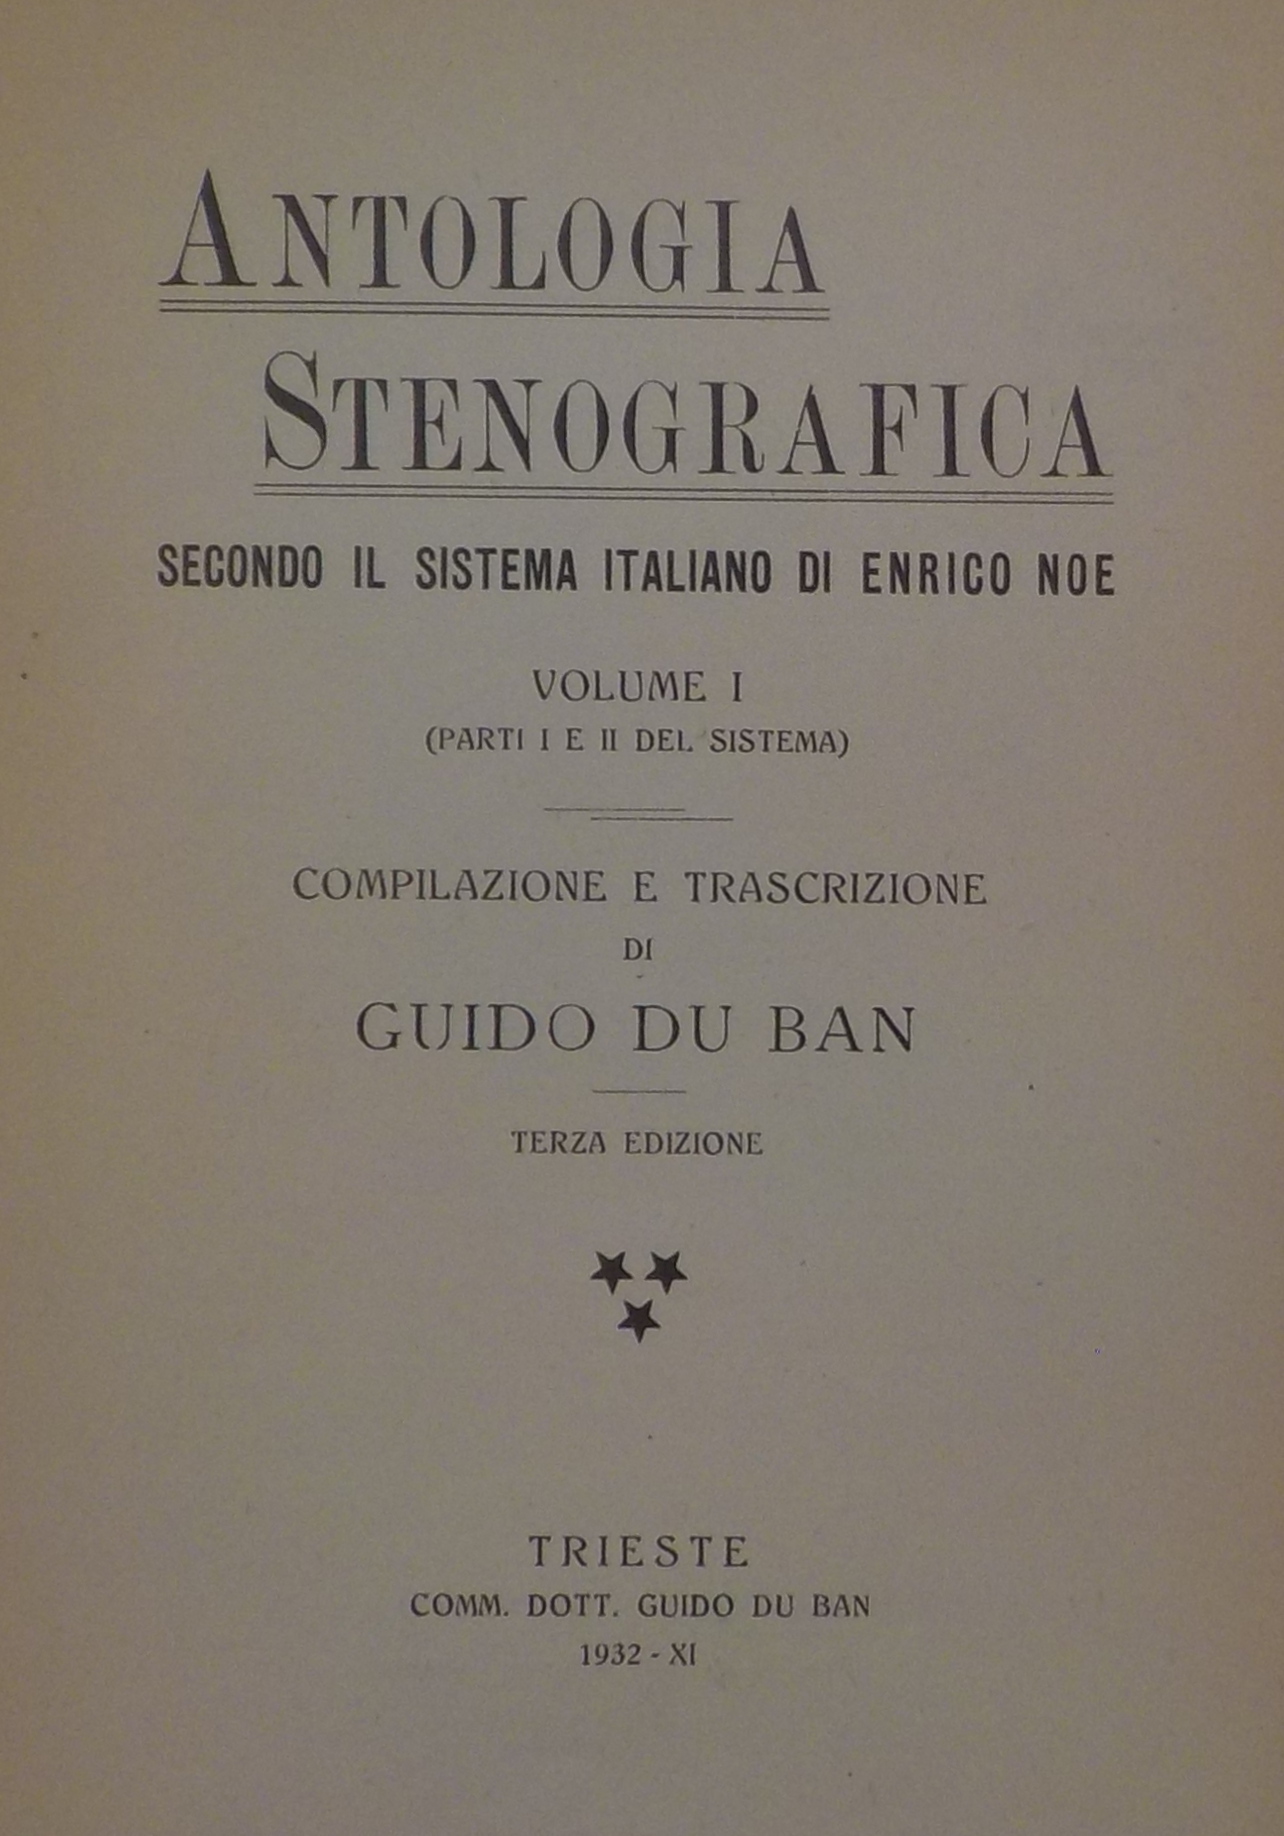 ANTOLOGIA
STENOGRAFICA
SECONDO IL SISTEMA ITALIANO DI ENRICO NOE
VOLUME I
(PARTI I E II DEL SISTEMA)
COMPILAZIONE E TRASCRIZIONE
DI
GUIDO DU BAN
TERZA EDIZIONE
TRIESTE
COMM. DOTT. GUIDO DU BAN
1932 - XI